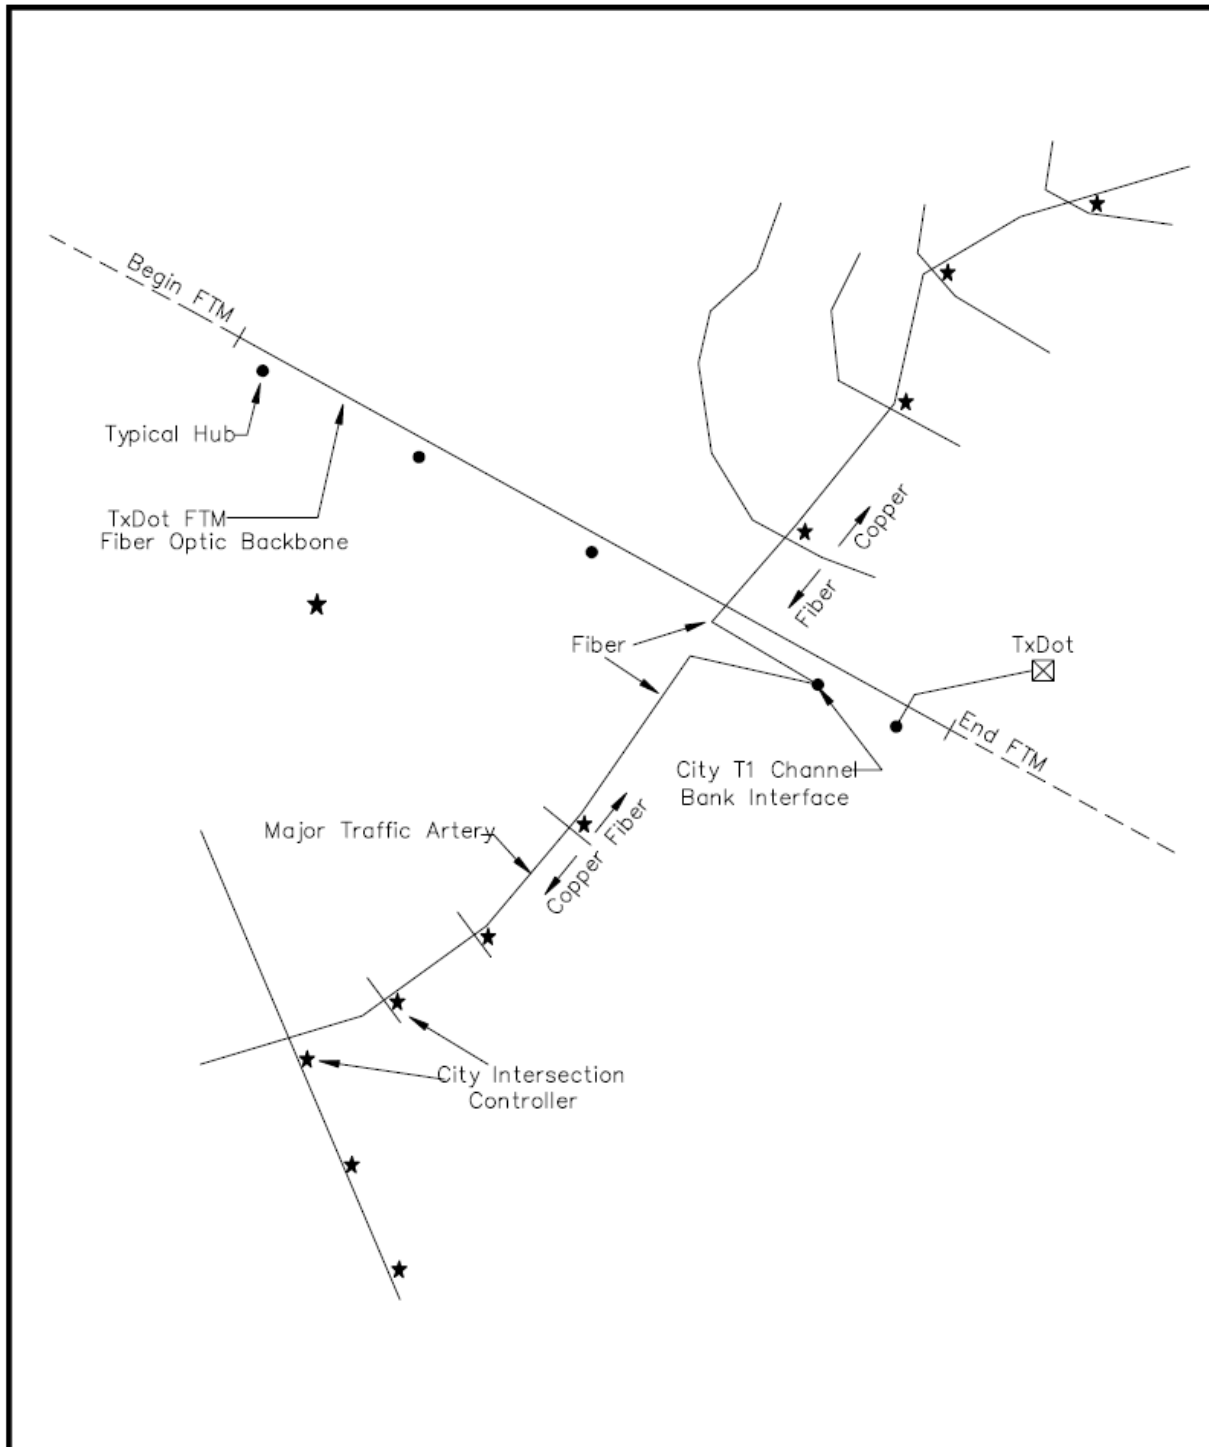 Begin FTM
Typical Hub
TxDot FTM
Fiber Optic Backbone
Copper
Fiber
Fiber
TxDot
End FTM
City T1 Channel
Bank Interface
Major Traffic Artery
Fiber
Copper
City Intersection
Controller